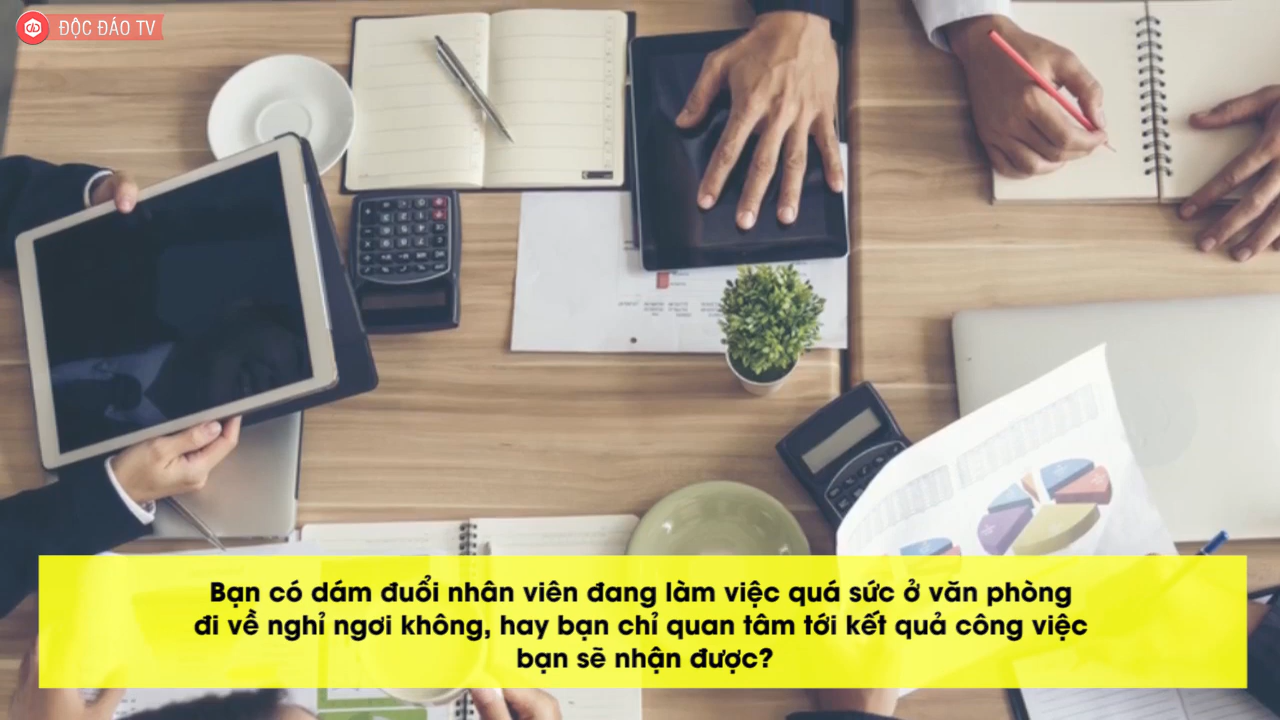 ĐỘC ĐÁO TV
Bạn có dám đuổi nhân viên đang làm việc quá sức ở văn phòng
đi về nghỉ ngơi không, hay bạn chỉ quan tâm tới kết quả công việc
bạn sẽ nhận được?